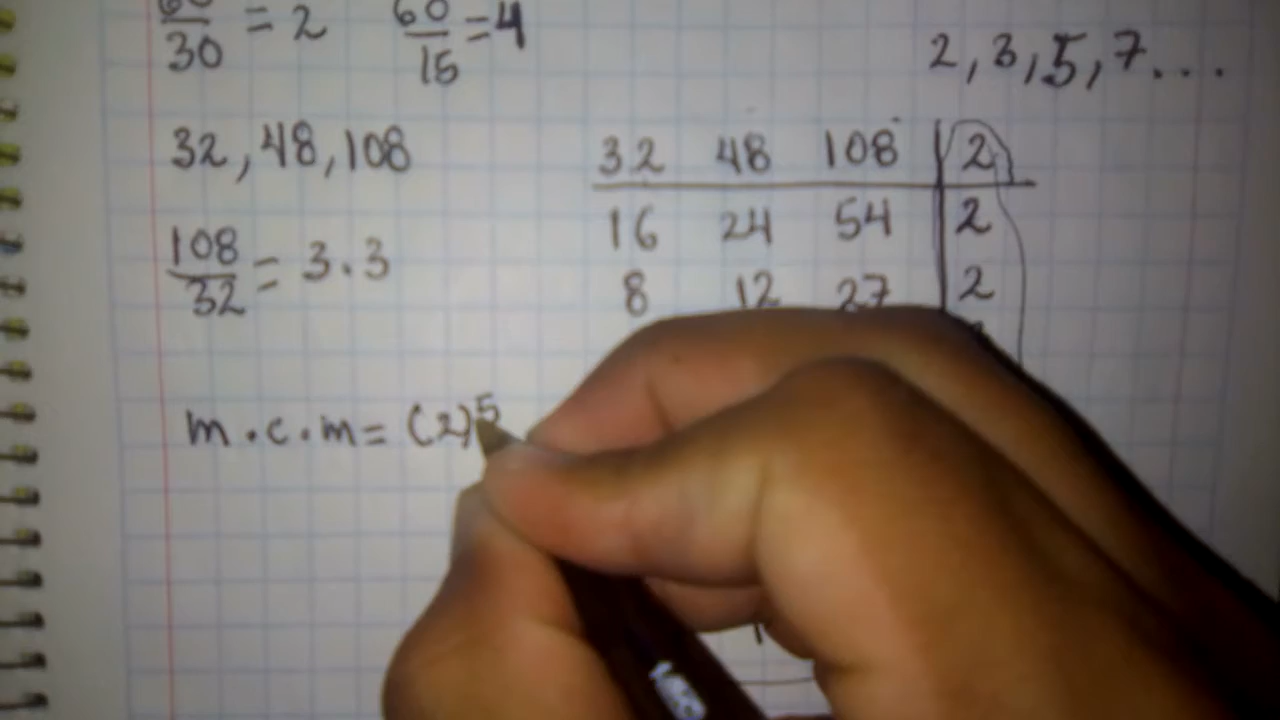 60/30 = 2 60/15 = 4
2, 3, 5, 7...
32, 48, 108
108/32 = 3.3
32 48 108 | 2
16 24 54 | 2
8 12 27 | 2
m.c.m = (2)^5